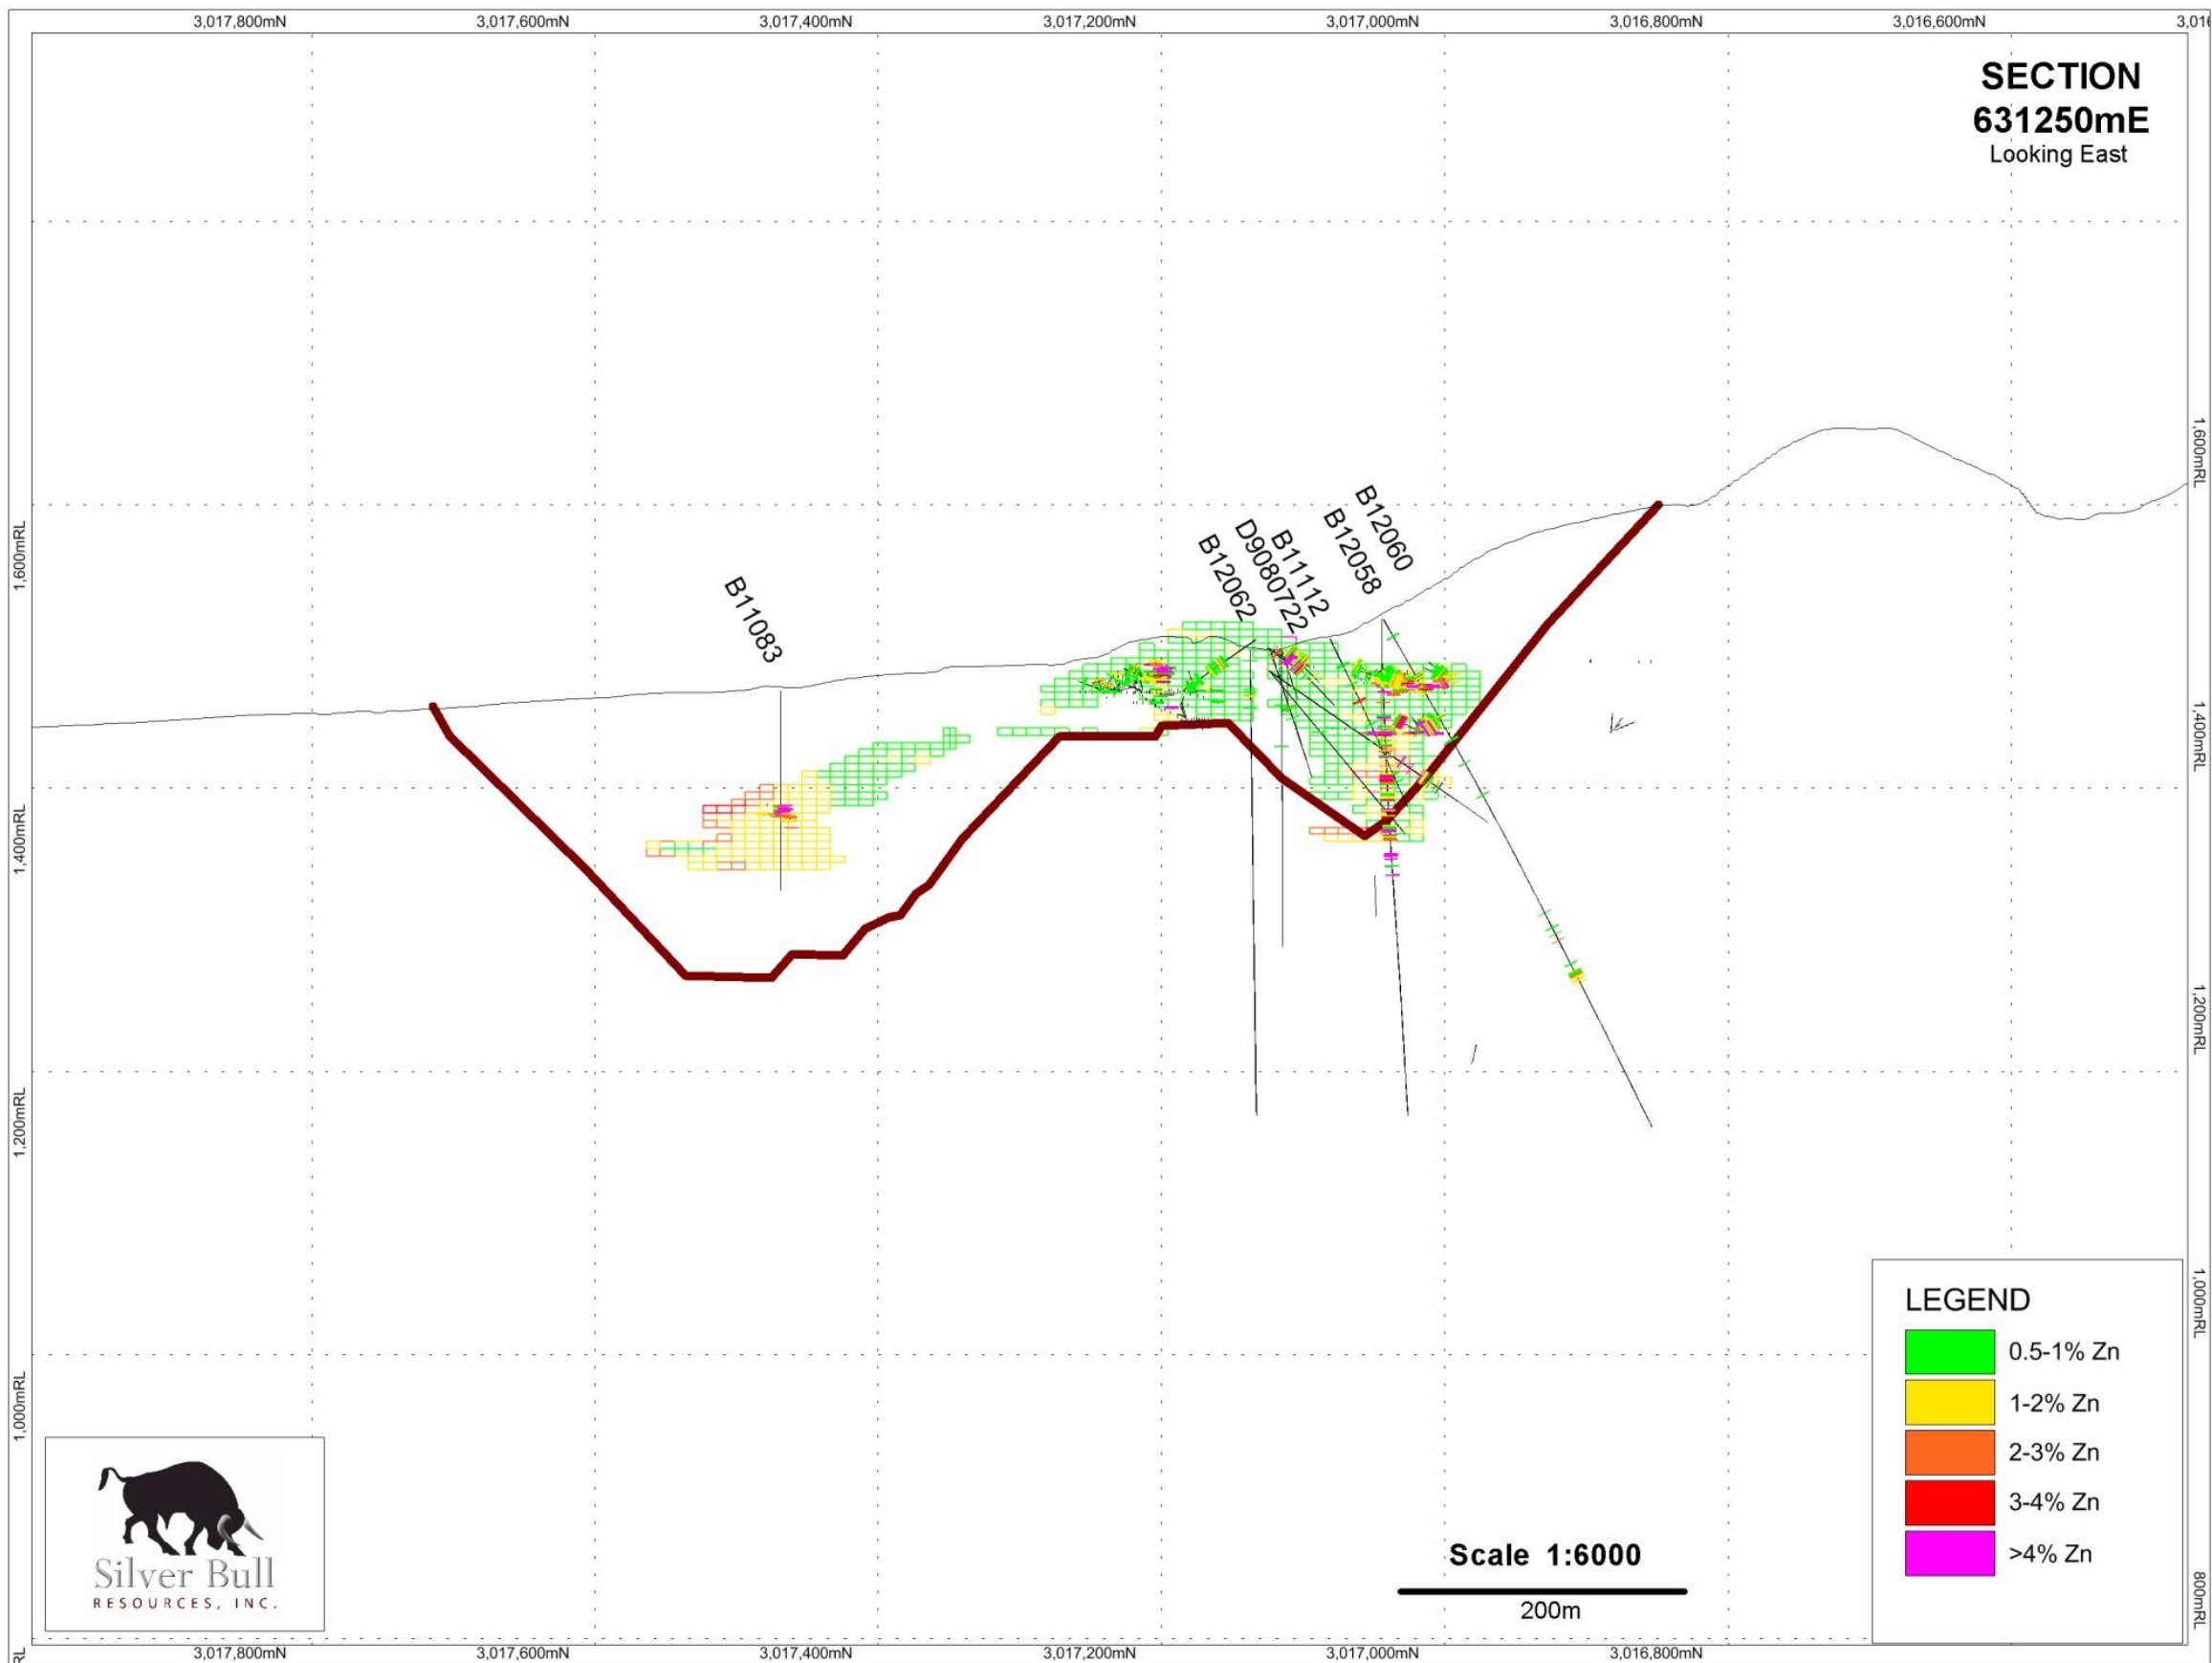 3,017,800mN 3,017,600mN 3,017,400mN 3,017,200mN 3,017,000mN 3,016,800mN 3,016,600mN 3,016
SECTION
631250mE
Looking East
1,600mRL
1,400mRL
1,200mRL
1,000mRL
RL
B11083
B12062
D9080722
B11112
B12058
B12060
1,600mRL
1,400mRL
1,200mRL
1,000mRL
800mRL
LEGEND
0.5-1% Zn
1-2% Zn
2-3% Zn
3-4% Zn
>4% Zn
Silver Bull
RESOURCES, INC.
Scale 1:6000
200m
3,017,800mN 3,017,600mN 3,017,400mN 3,017,200mN 3,017,000mN 3,016,800mN